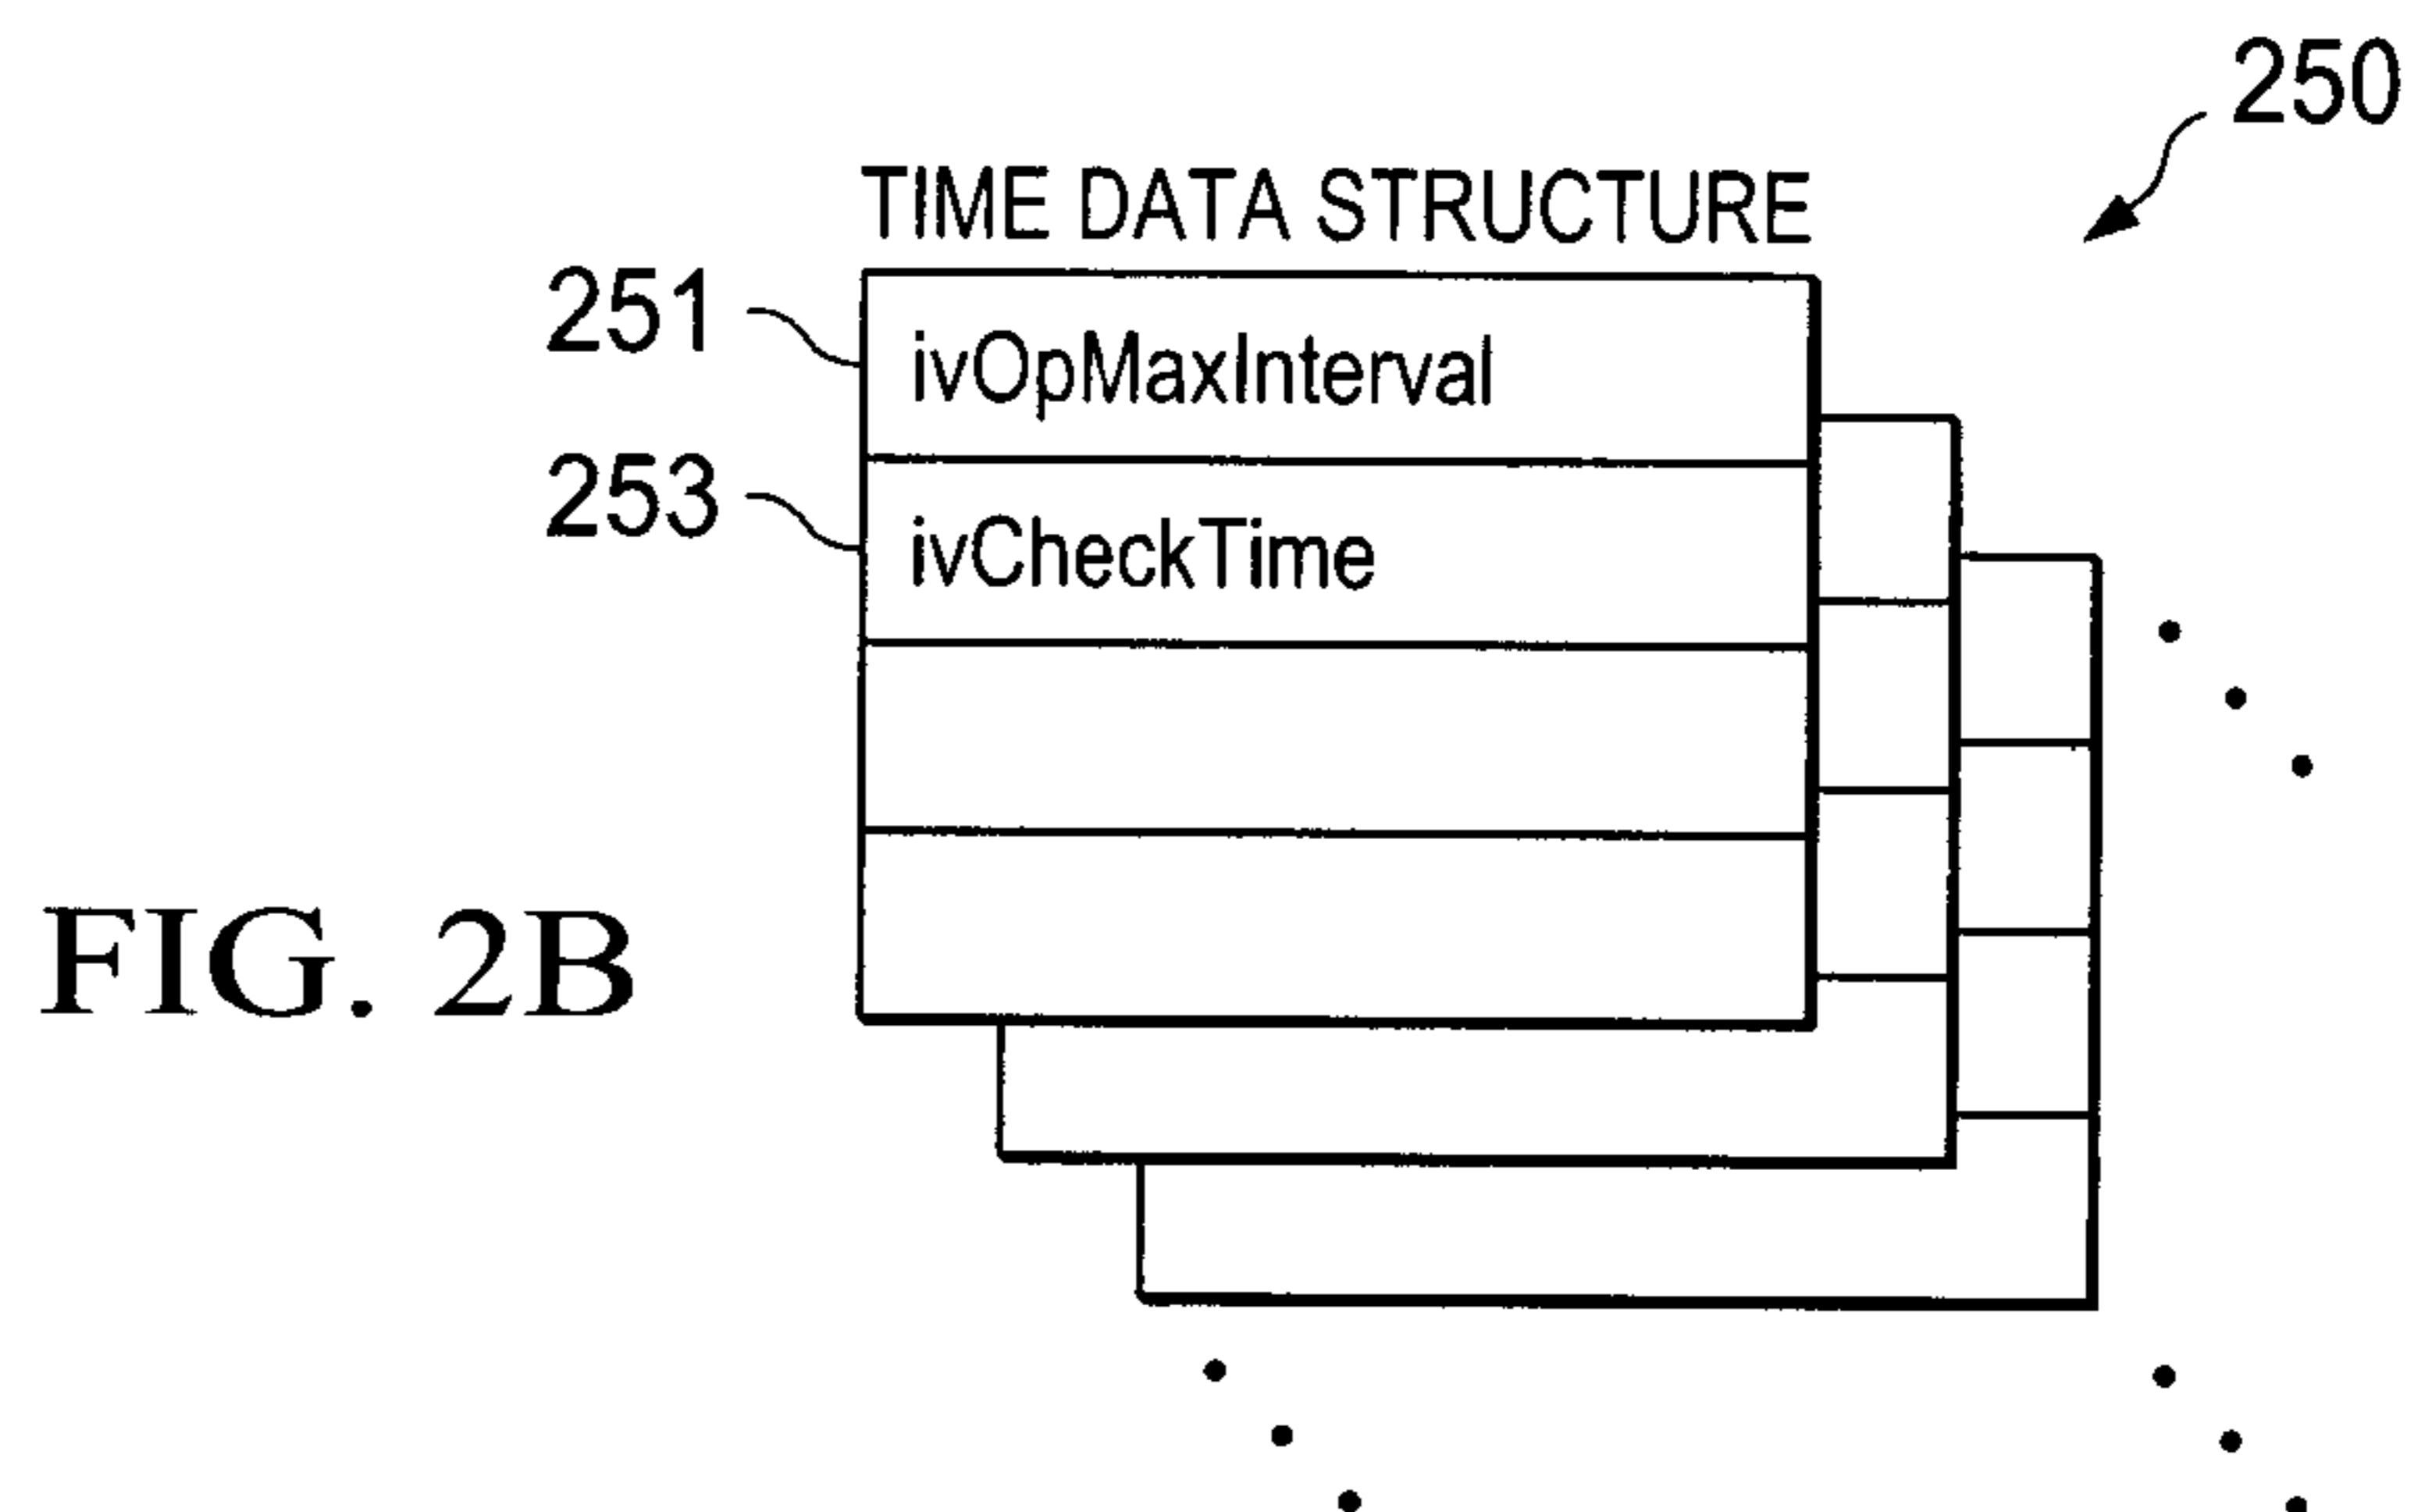 250
TIME DATA STRUCTURE
251
ivOpMaxInterval
253
ivCheckTime
FIG. 2B